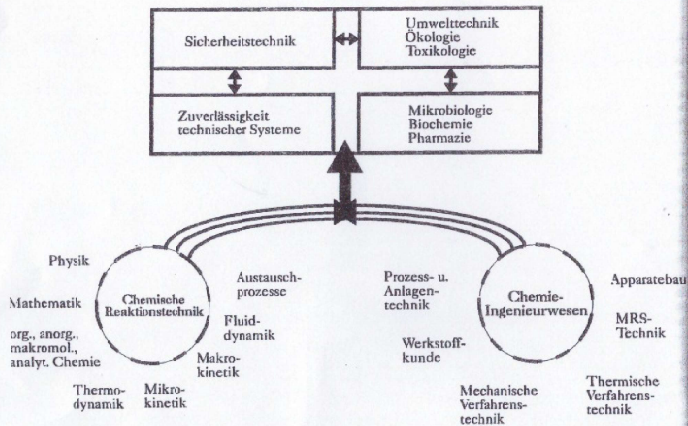 Sicherheitstechnik
Umwelttechnik
Ökologie
Toxikologie
Zuverlässigkeit
technischer Systeme
Mikrobiologie
Biochemie
Pharmazie
Physik
Mathematik
org., anorg.,
makromol.,
analyt. Chemie
Thermo-
dynamik
Mikro-
kinetik
Makro-
kinetik
Fluid-
dynamik
Austausch-
prozesse
Chemische
Reaktionstechnik
Prozess- u.
Anlagen-
technik
Werkstoff-
kunde
Mechanische
Verfahrens-
technik
Thermische
Verfahrens-
technik
MRS-
Technik
Apparatebau
Chemie-
Ingenieurwesen